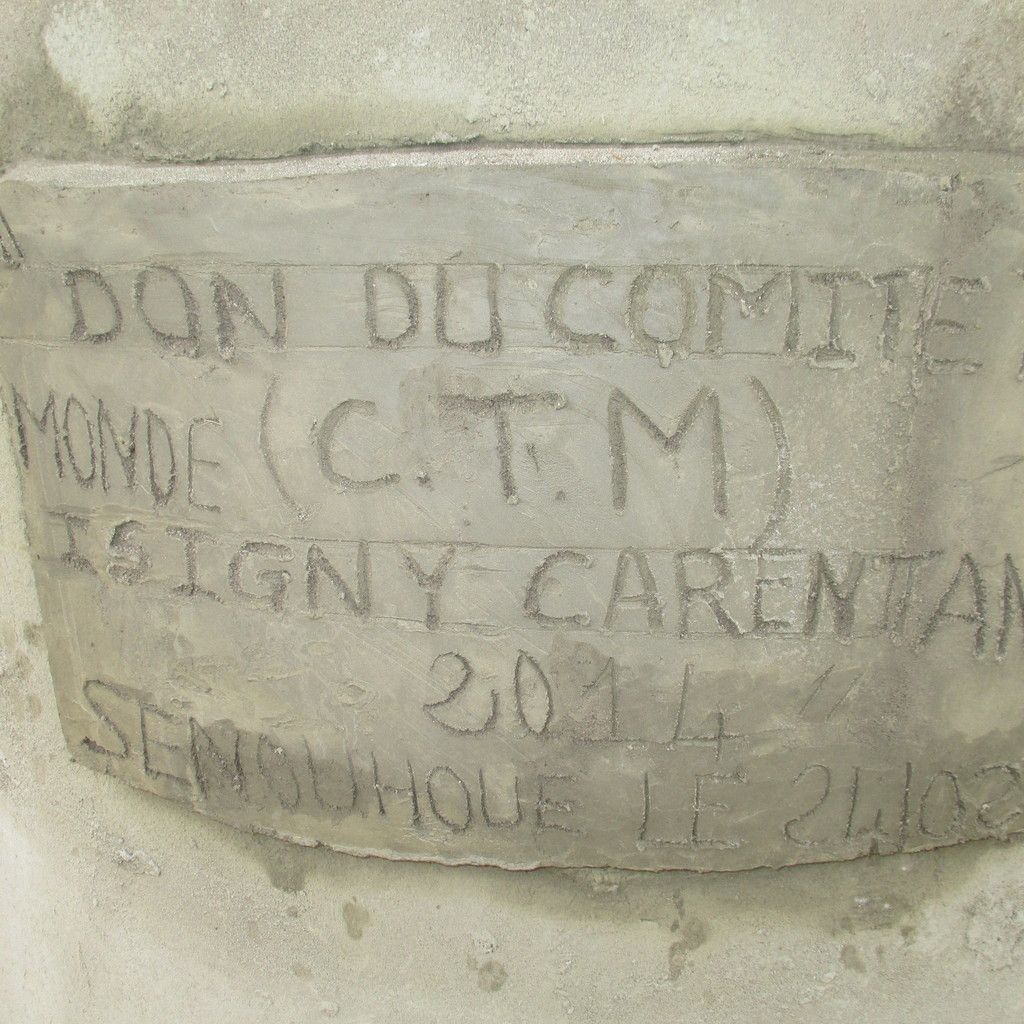 DON DU COMITE
MONDE (C.T.M)
ISIGNY CARENTAN
2014 "
SENOUHOUE LE 24/02